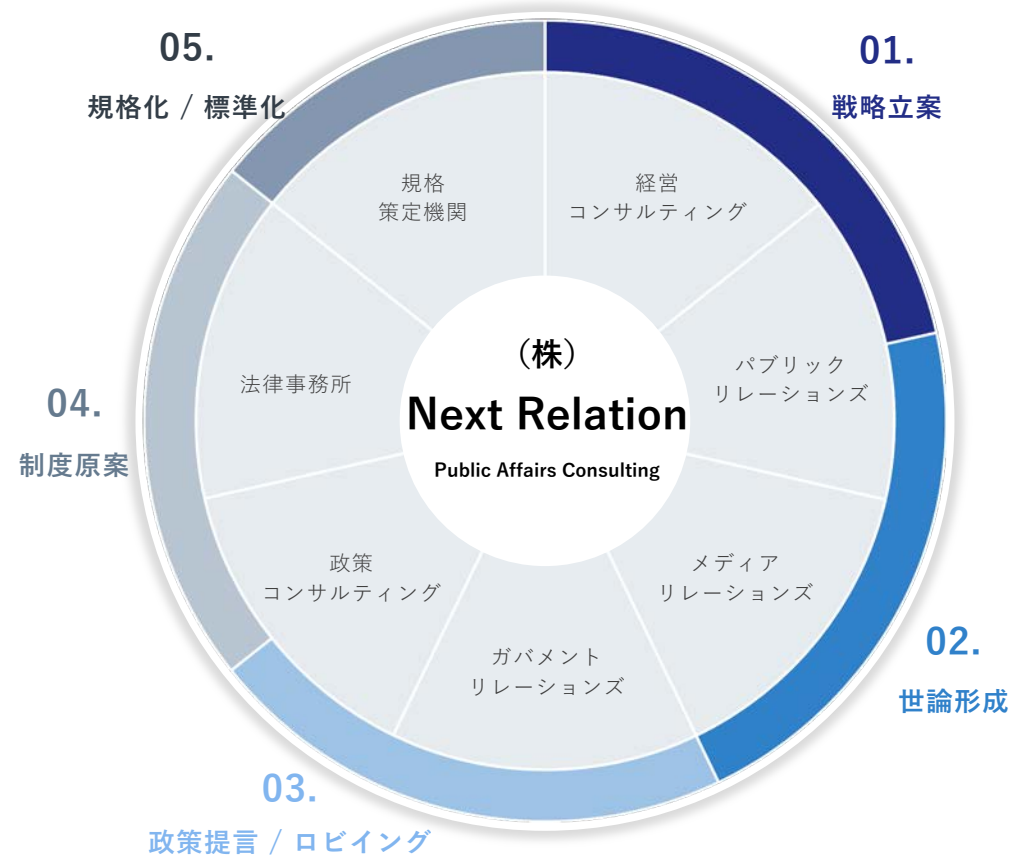 05.
規格化 / 標準化
01.
戦略立案
規格
策定機関
経営
コンサルティング
パブリック
リレーションズ
法律事務所
(株)
Next Relation
Public Affairs Consulting
04.
制度原案
メディア
リレーションズ
政策
コンサルティング
ガバメント
リレーションズ
02.
世論形成
03.
政策提言 / ロビイング